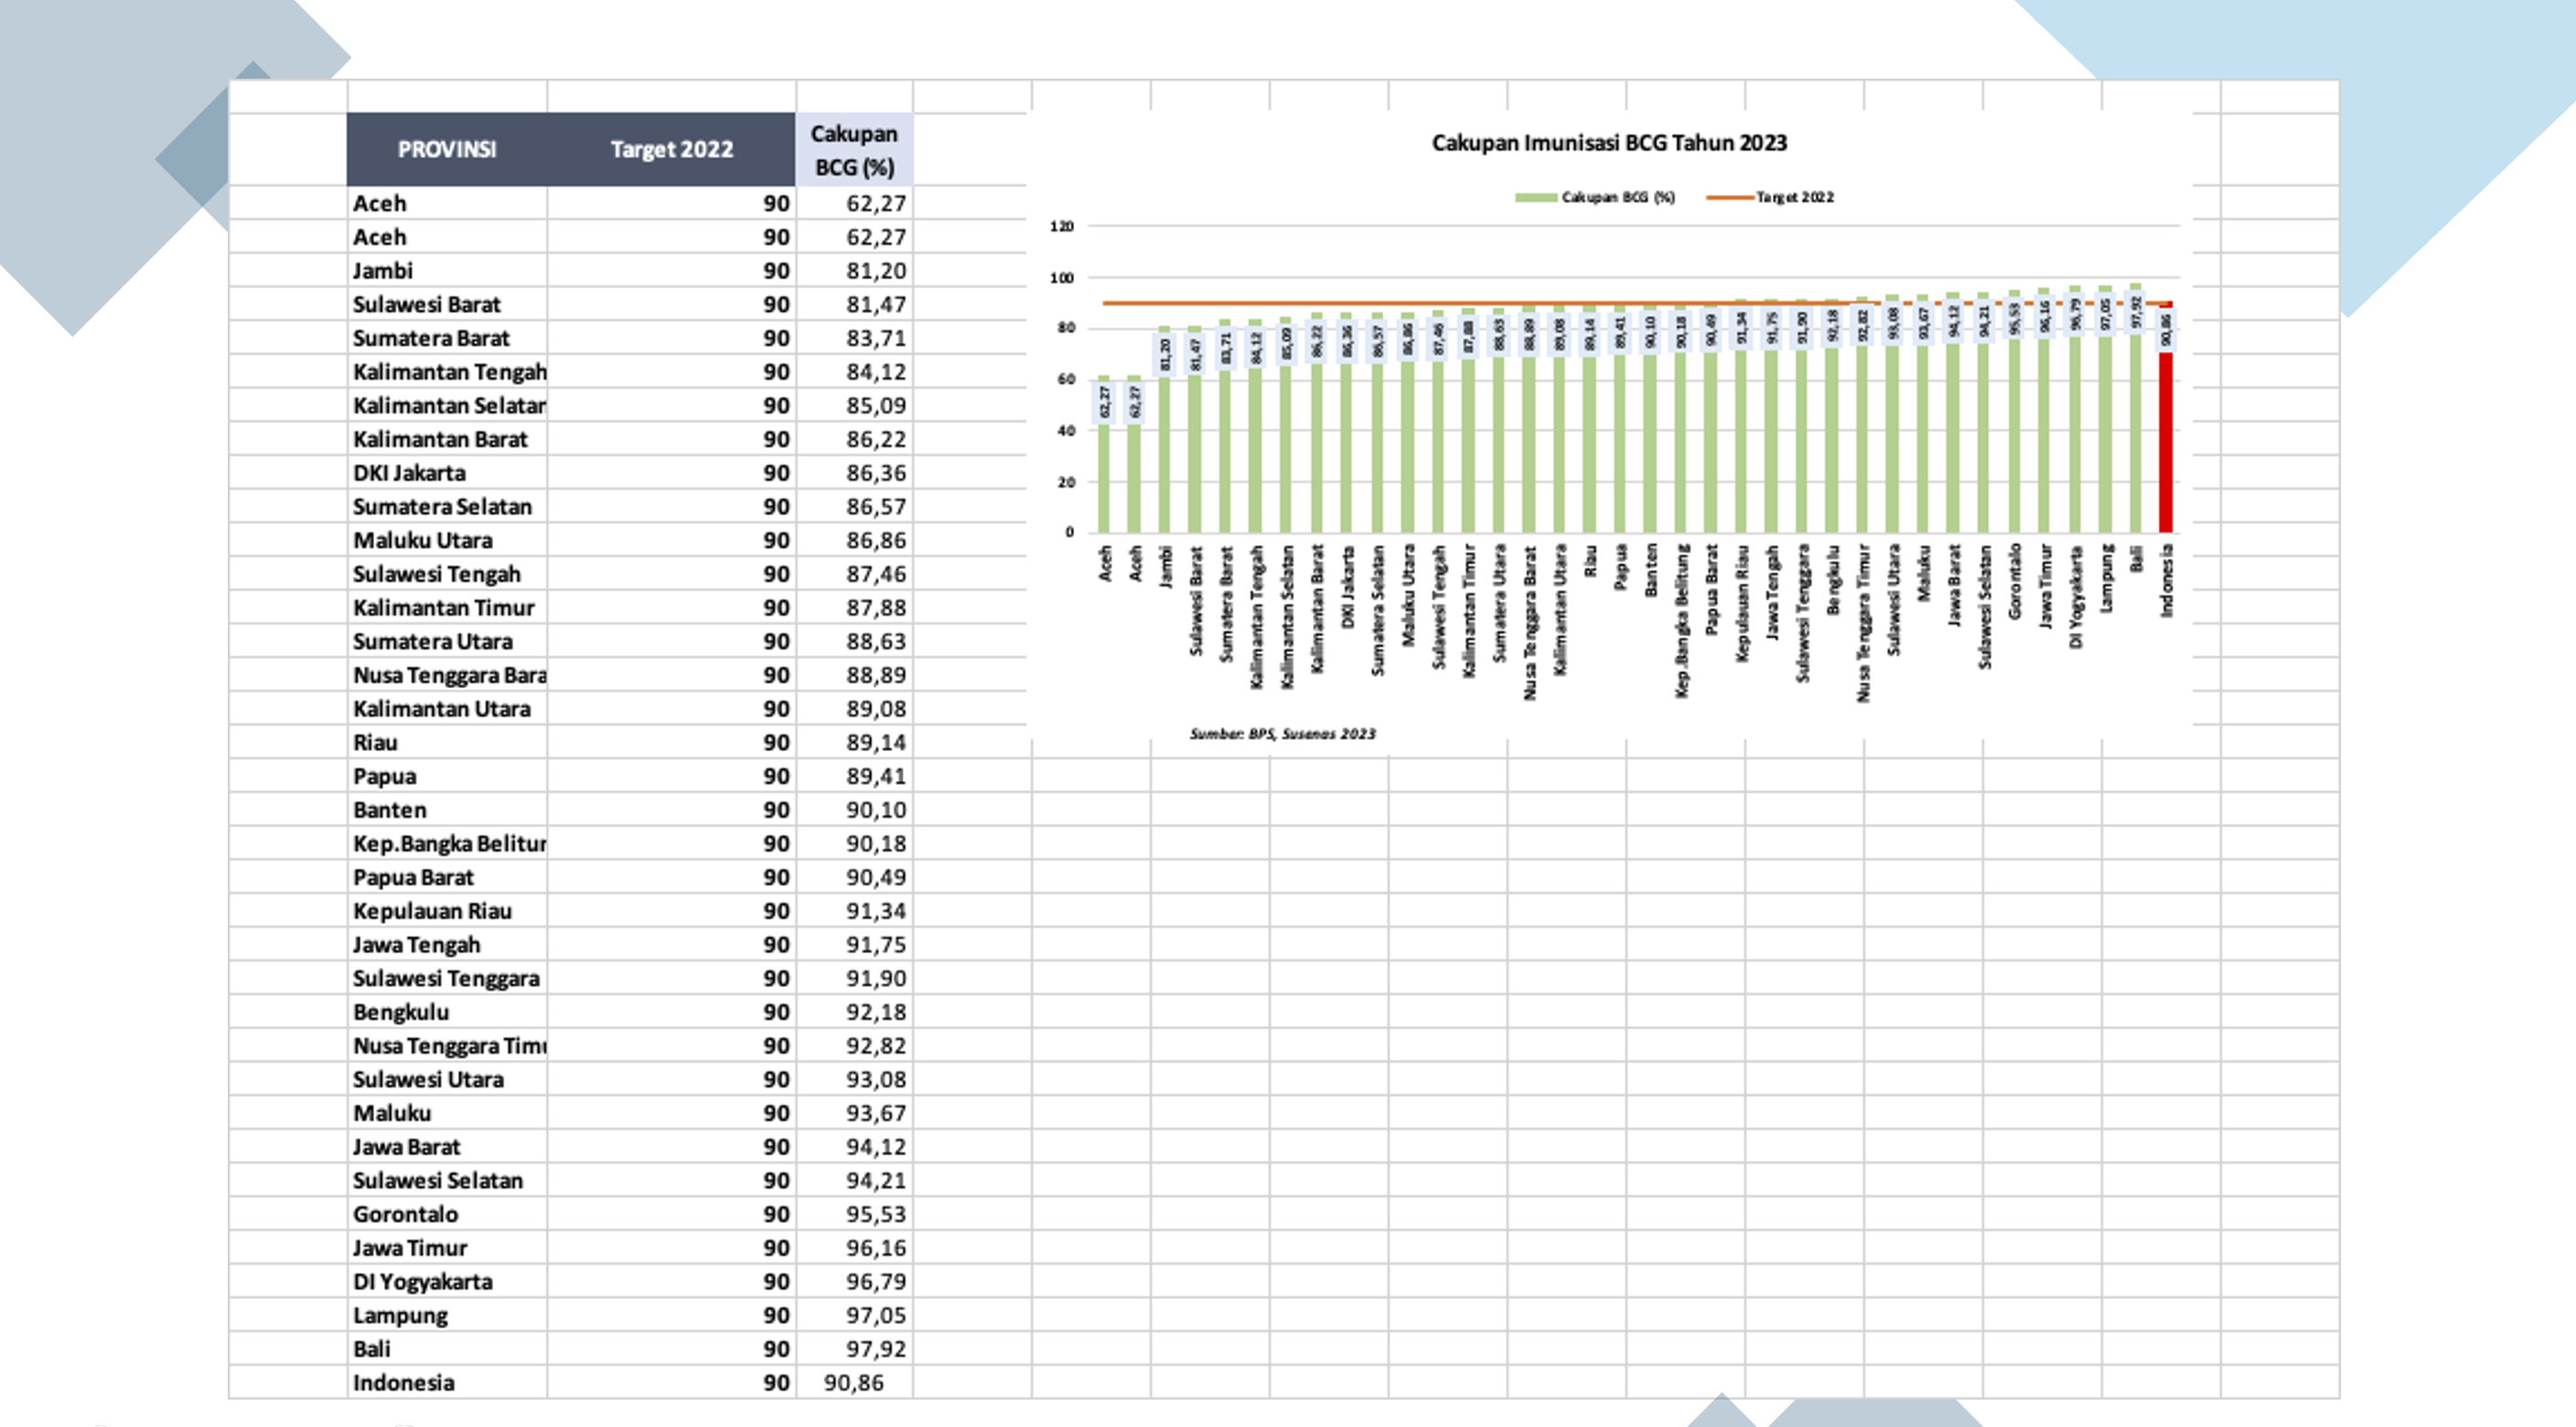 PROVINSI Target 2022 Cakupan BCG (%)
Aceh 90 62,27
Aceh 90 62,27
Jambi 90 81,20
Sulawesi Barat 90 81,47
Sumatera Barat 90 83,71
Kalimantan Tengah 90 84,12
Kalimantan Selatan 90 85,09
Kalimantan Barat 90 86,22
DKI Jakarta 90 86,36
Sumatera Selatan 90 86,57
Maluku Utara 90 86,86
Sulawesi Tengah 90 87,46
Kalimantan Timur 90 87,88
Sumatera Utara 90 88,63
Nusa Tenggara Bara 90 88,89
Kalimantan Utara 90 89,08
Riau 90 89,14
Papua 90 89,41
Banten 90 90,10
Kep.Bangka Belitur 90 90,18
Papua Barat 90 90,49
Kepulauan Riau 90 91,34
Jawa Tengah 90 91,75
Sulawesi Tenggara 90 91,90
Bengkulu 90 92,18
Nusa Tenggara Timu 90 92,82
Sulawesi Utara 90 93,08
Maluku 90 93,67
Jawa Barat 90 94,12
Sulawesi Selatan 90 94,21
Gorontalo 90 95,53
Jawa Timur 90 96,16
DI Yogyakarta 90 96,79
Lampung 90 97,05
Bali 90 97,92
Indonesia 90 90,86
Cakupan Imunisasi BCG Tahun 2023
Cakupan BCG (%) Target 2022
120
100
80
60
40
20
0
62,27
62,27
81,20
81,47
83,71
84,12
85,09
86,22
86,36
86,57
86,86
87,46
87,88
88,63
88,89
89,08
89,14
89,41
90,10
90,18
90,49
91,34
91,75
91,90
92,18
92,82
93,08
93,67
94,12
94,21
95,53
96,16
96,79
97,05
97,92
90,86
Aceh
Aceh
Jambi
Sulawesi Barat
Sumatera Barat
Kalimantan Tengah
Kalimantan Selatan
Kalimantan Barat
DKI Jakarta
Sumatera Selatan
Maluku Utara
Sulawesi Tengah
Kalimantan Timur
Sumatera Utara
Nusa Tenggara Barat
Kalimantan Utara
Riau
Papua
Banten
Kep.Bangka Belitung
Papua Barat
Kepulauan Riau
Jawa Tengah
Sulawesi Tenggara
Bengkulu
Nusa Tenggara Timur
Sulawesi Utara
Maluku
Jawa Barat
Sulawesi Selatan
Gorontalo
Jawa Timur
DI Yogyakarta
Lampung
Bali
Indonesia
Sumber: BPS, Susenas 2023